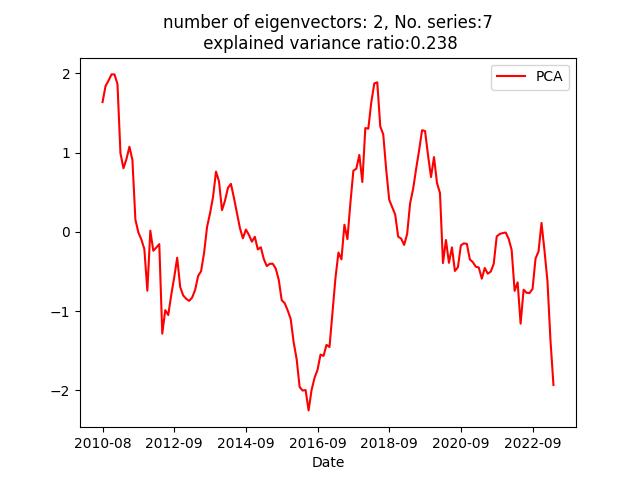 number of eigenvectors: 2, No. series:7
explained variance ratio:0.238
PCA
2
1
0
−1
−2
2010-08 2012-09 2014-09 2016-09 2018-09 2020-09 2022-09
Date